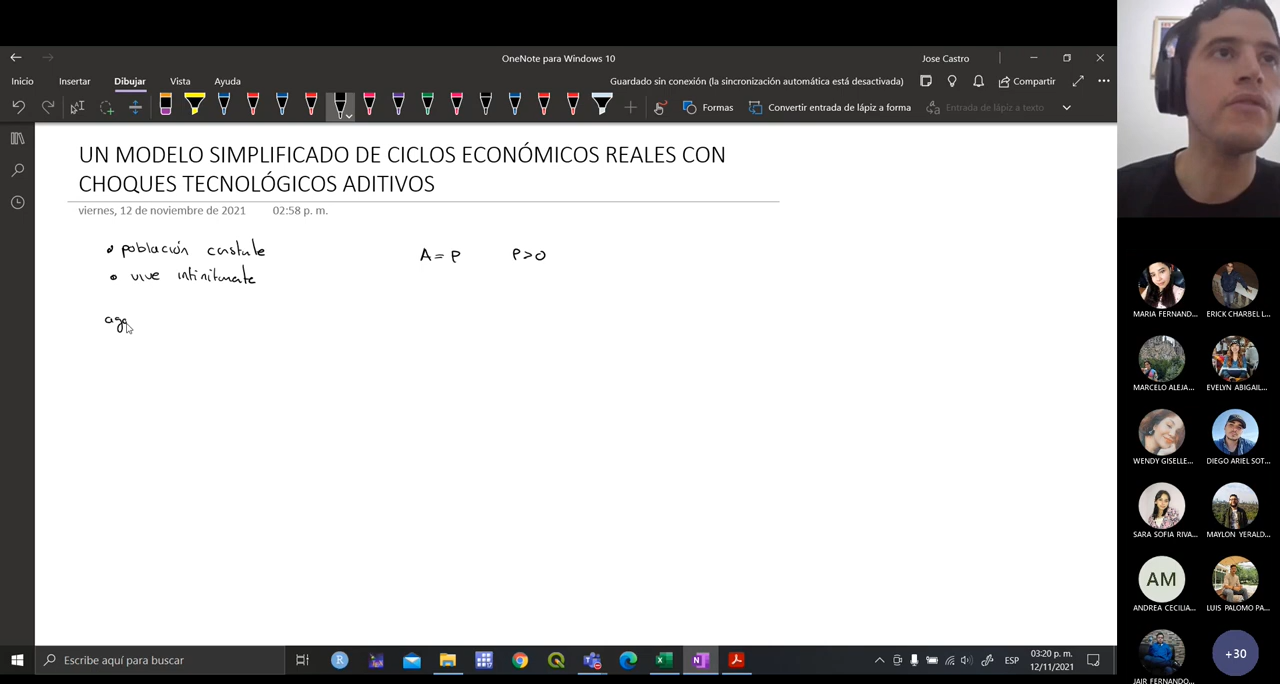 OneNote para Windows 10
Jose Castro
Inicio
Insertar
Dibujar
Vista
Ayuda
Guardado sin conexión (la sincronización automática está desactivada)
Compartir
Formas
Convertir entrada de lápiz a forma
Entrada de lápiz a texto
UN MODELO SIMPLIFICADO DE CICLOS ECONÓMICOS REALES CON
CHOQUES TECNOLÓGICOS ADITIVOS
viernes, 12 de noviembre de 2021 02:58 p. m.
• población constante A = P P > 0
• vive infinitamente
age
MARIA FERNAND...
ERICK CHARBEL L...
MARCELO ALEJA...
EVELYN ABIGAIL...
WENDY GISELLE...
DIEGO ARIEL SOT...
SARA SOFIA RIVA...
MAYLON YERALD...
AM
ANDREA CECILIA...
LUIS PALOMO PA...
+30
JAIR FERNANDO...
Escribe aquí para buscar
R
ESP
03:20 p. m.
12/11/2021